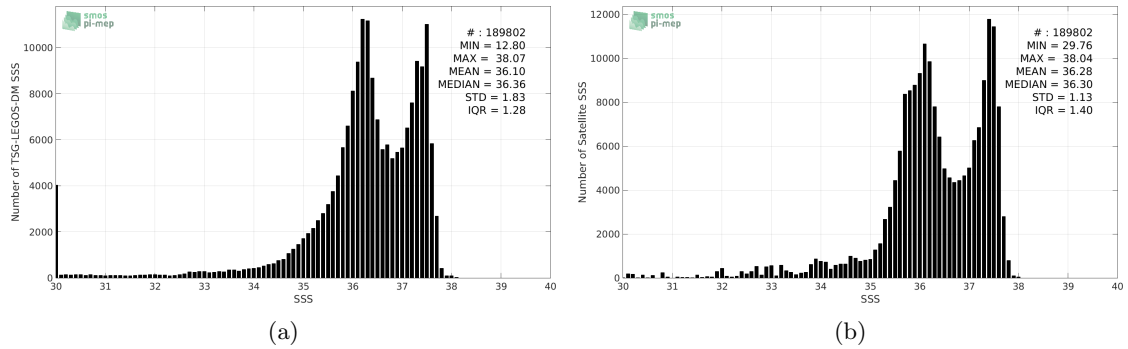 smos
pi-mep
# : 189802
MIN = 12.80
MAX = 38.07
MEAN = 36.10
MEDIAN = 36.36
STD = 1.83
IQR = 1.28
Number of TSG-LEGOS-DM SSS
10000
8000
6000
4000
2000
0
30 31 32 33 34 35 36 37 38 39 40
SSS
(a)
smos
pi-mep
# : 189802
MIN = 29.76
MAX = 38.04
MEAN = 36.28
MEDIAN = 36.30
STD = 1.13
IQR = 1.40
Number of Satellite SSS
12000
10000
8000
6000
4000
2000
0
30 31 32 33 34 35 36 37 38 39 40
SSS
(b)